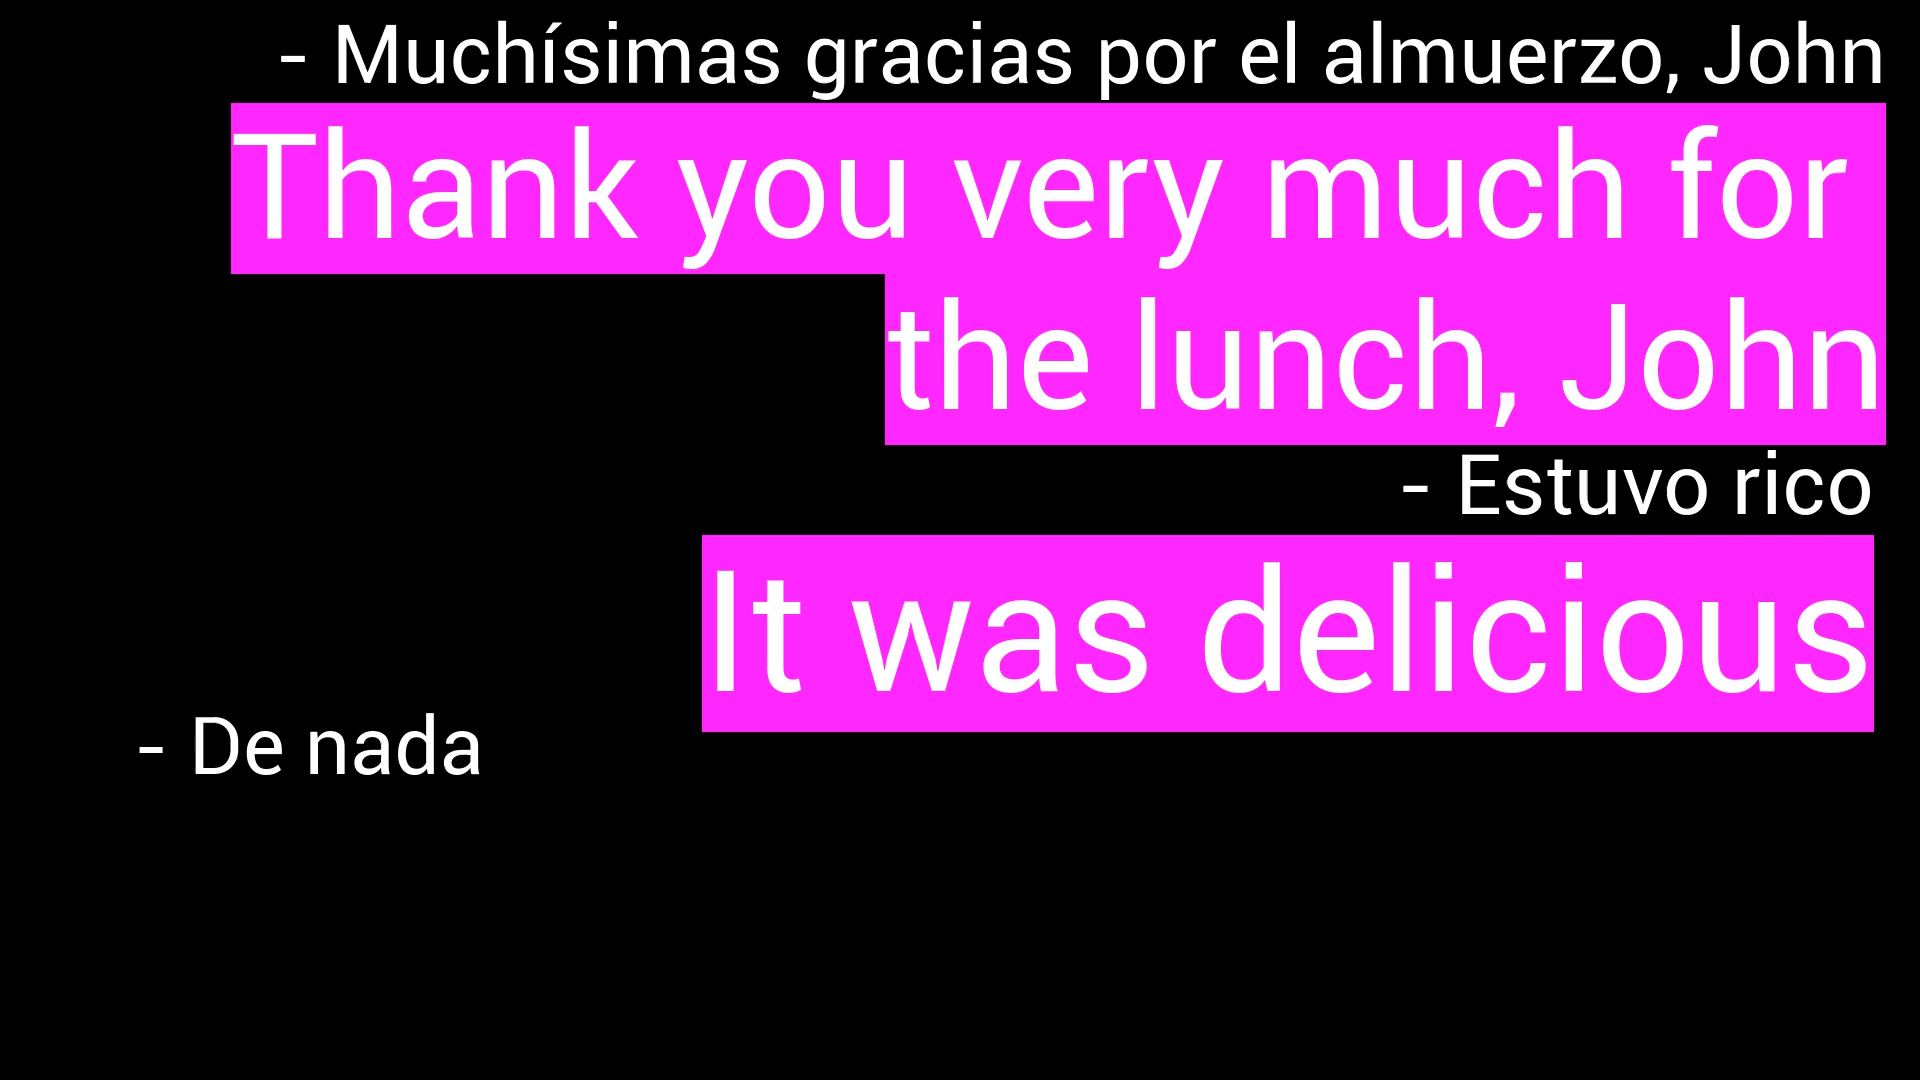 - Muchísimas gracias por el almuerzo, John
Thank you very much for
the lunch, John
- Estuvo rico
It was delicious
- De nada